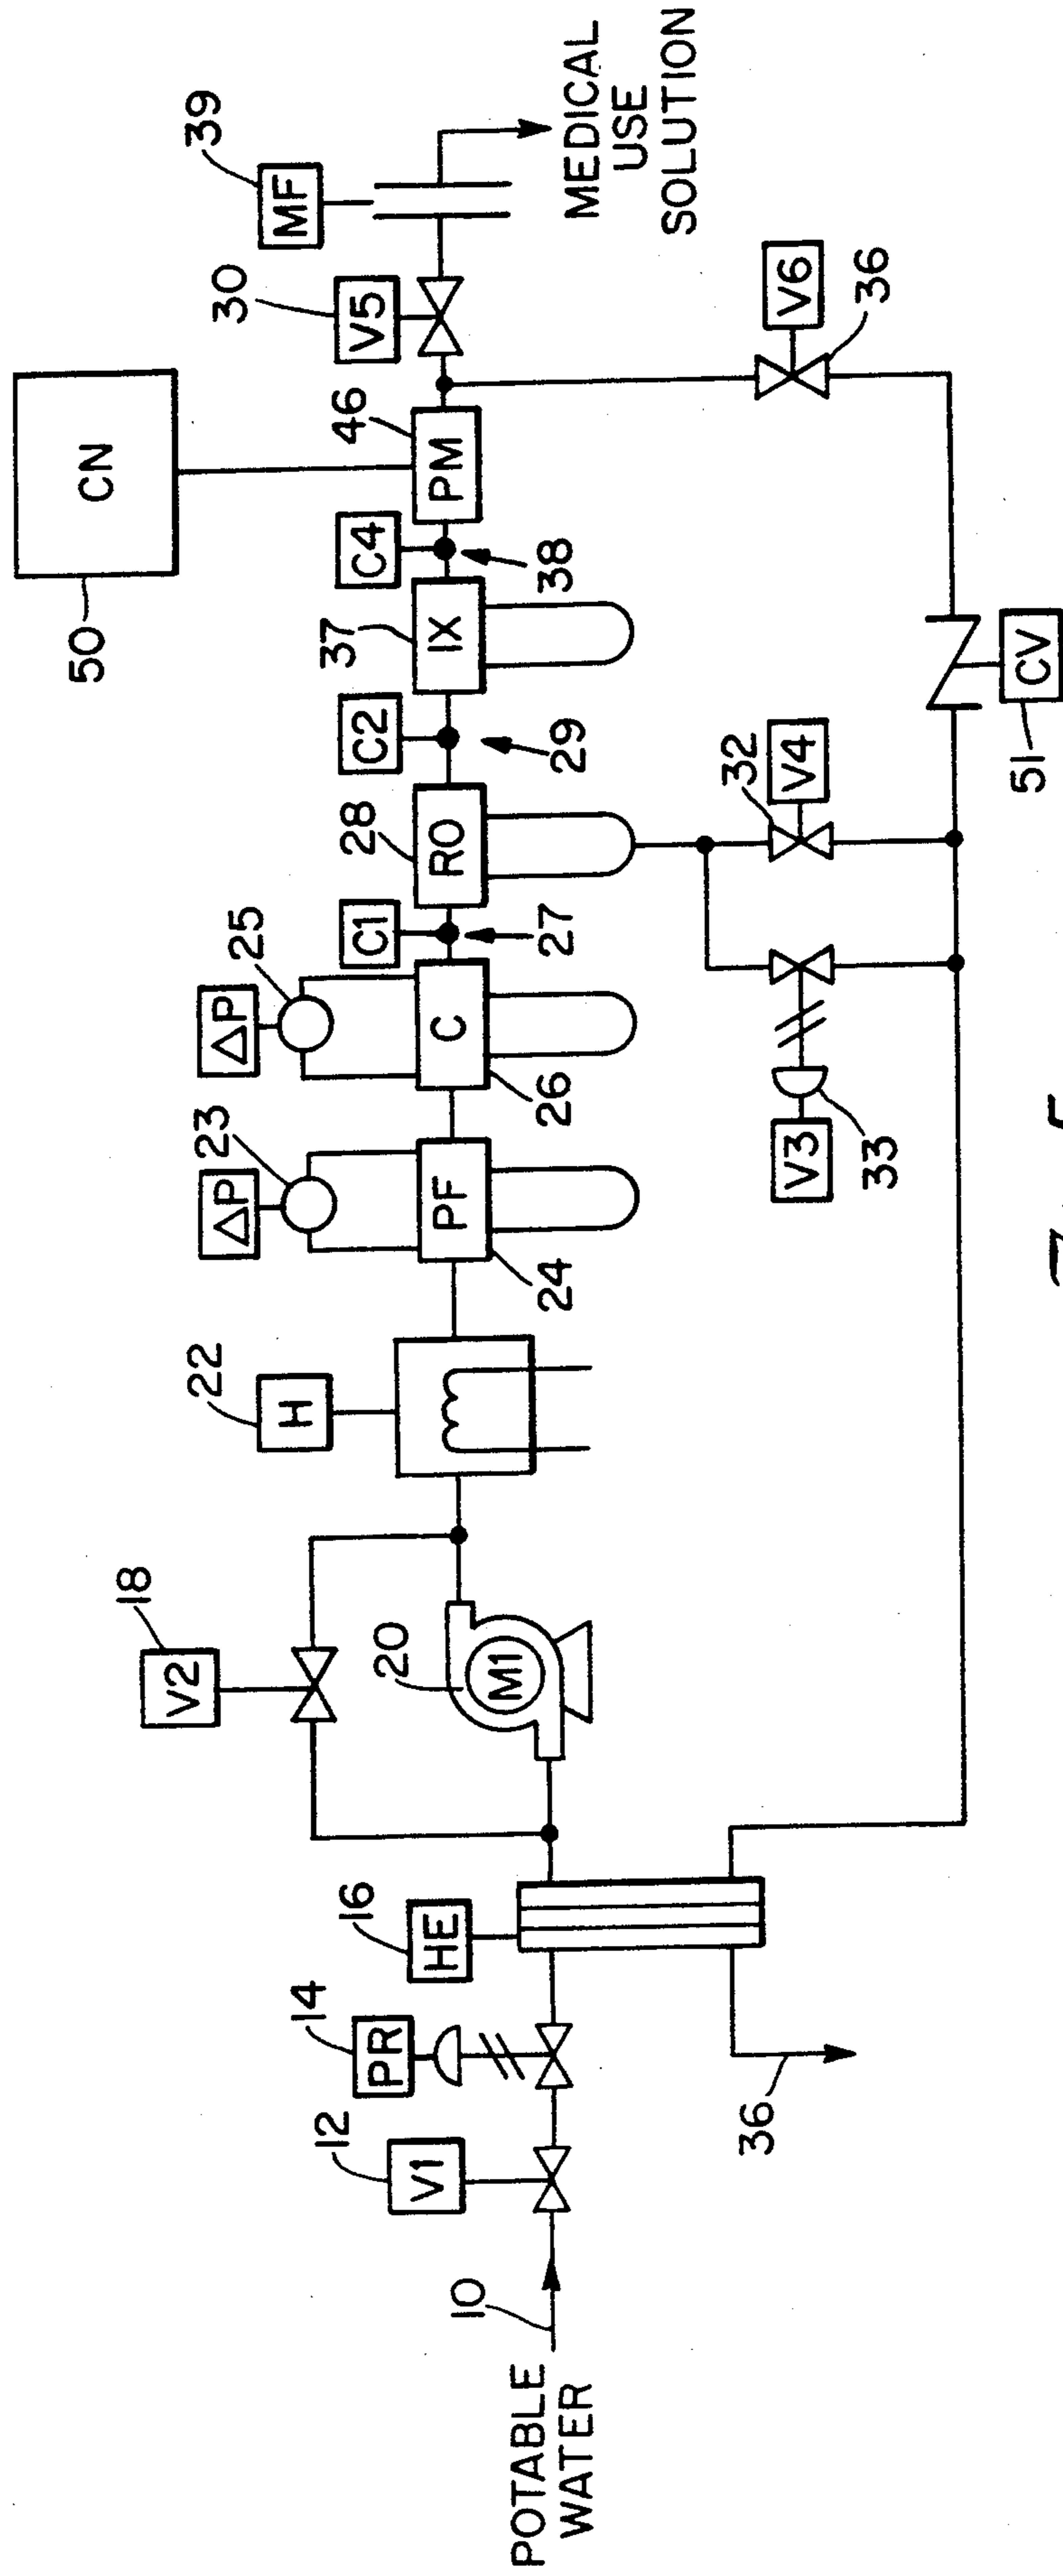 POTABLE
WATER
10
V1
12
PR
14
HE
16
36
V2
18
M1
20
H
22
ΔP
23
PF
24
ΔP
25
C
26
C1
27
RO
28
C2
29
IX
37
C4
38
PM
46
CN
50
V5
30
MF
39
MEDICAL
USE
SOLUTION
V3
33
V4
32
V6
36
CV
51